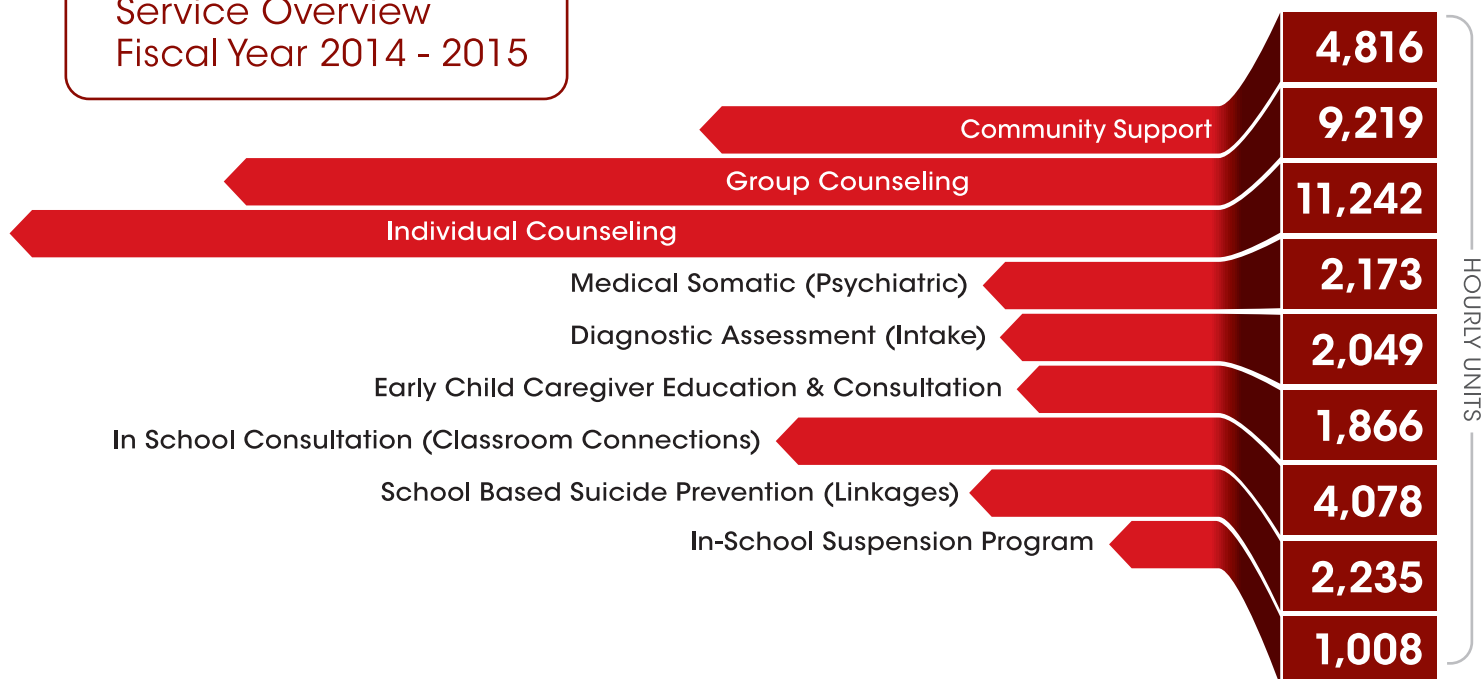 Service Overview
Fiscal Year 2014 - 2015
Community Support
4,816
Group Counseling
9,219
Individual Counseling
11,242
Medical Somatic (Psychiatric)
2,173
Diagnostic Assessment (Intake)
2,049
Early Child Caregiver Education & Consultation
1,866
In School Consultation (Classroom Connections)
4,078
School Based Suicide Prevention (Linkages)
2,235
In-School Suspension Program
1,008
HOURLY UNITS